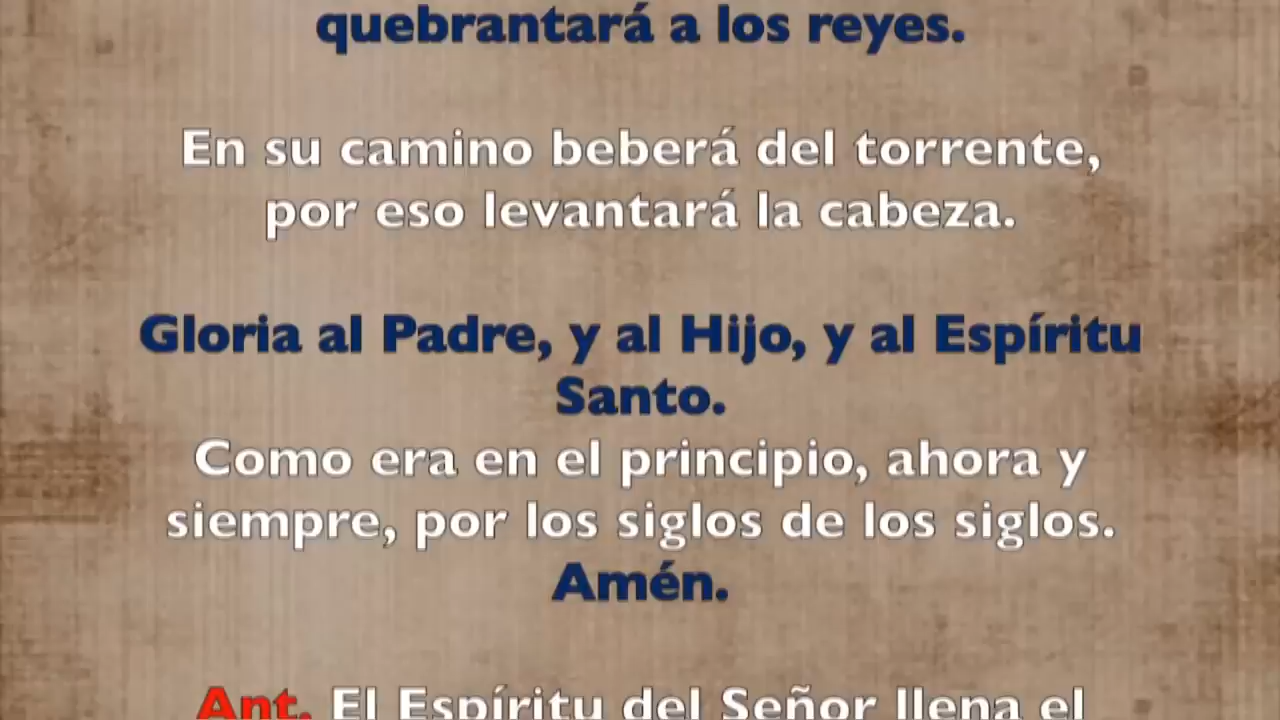 quebrantará a los reyes.
En su camino beberá del torrente,
por eso levantará la cabeza.
Gloria al Padre, y al Hijo, y al Espíritu
Santo.
Como era en el principio, ahora y
siempre, por los siglos de los siglos.
Amén.
Ant. El Espíritu del Señor llena el